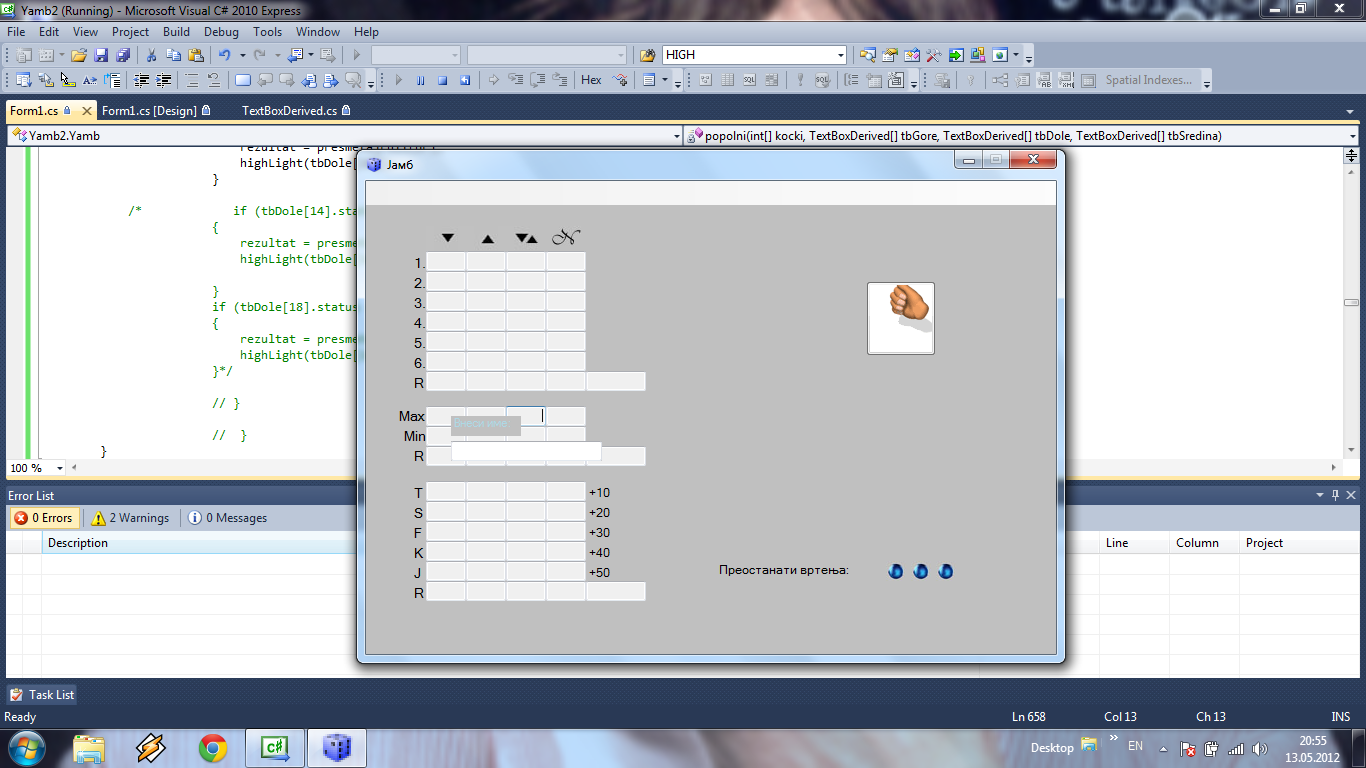 Yamb2 (Running) - Microsoft Visual C# 2010 Express
File Edit View Project Build Debug Tools Window Help
HIGH
Hex
Spatial Indexes...
Form1.cs Form1.cs [Design] TextBoxDerived.cs
Yamb2.Yamb
popolni(int[] kocki, TextBoxDerived[] tbGore, TextBoxDerived[] tbDole, TextBoxDerived[] tbSredina)
highLight(tbDole[
}
/* if (tbDole[14].stat
{
rezultat = presme
highLight(tbDole[
}
if (tbDole[18].status
{
rezultat = presme
highLight(tbDole[
}*/
// }
// }
}
100 %
Јамб
1.
2.
3.
4.
5.
6.
R
Max
Внеси име:
Min
R
T +10
S +20
F +30
K +40
J +50
R
Преостанати вртења:
Error List
0 Errors 2 Warnings 0 Messages
Description Line Column Project
Task List
Ready Ln 658 Col 13 Ch 13 INS
Desktop EN 20:55
13.05.2012